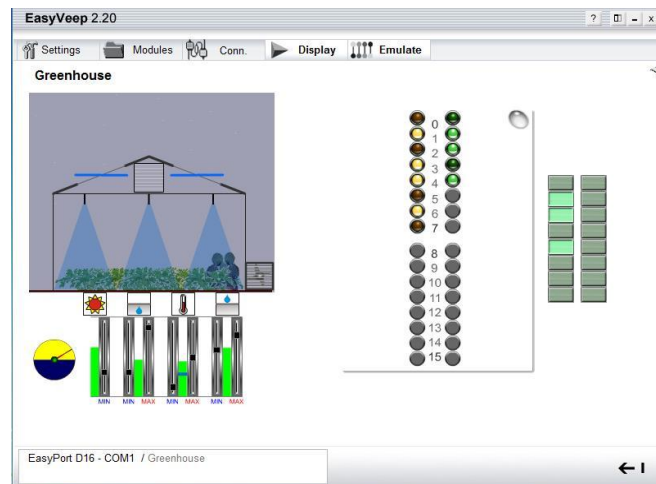 EasyVeep 2.20
?
x
Settings Modules Conn. Display Emulate
Greenhouse
0
1
2
3
4
5
6
7
8
9
10
11
12
13
14
15
MIN MIN MAX MIN MAX MIN MAX
EasyPort D16 - COM1 / Greenhouse